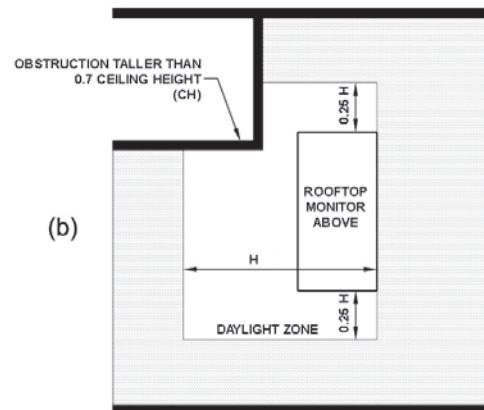 OBSTRUCTION TALLER THAN
0.7 CEILING HEIGHT
(CH)
0.25 H
ROOFTOP
MONITOR
ABOVE
(b)
H
0.25 H
DAYLIGHT ZONE